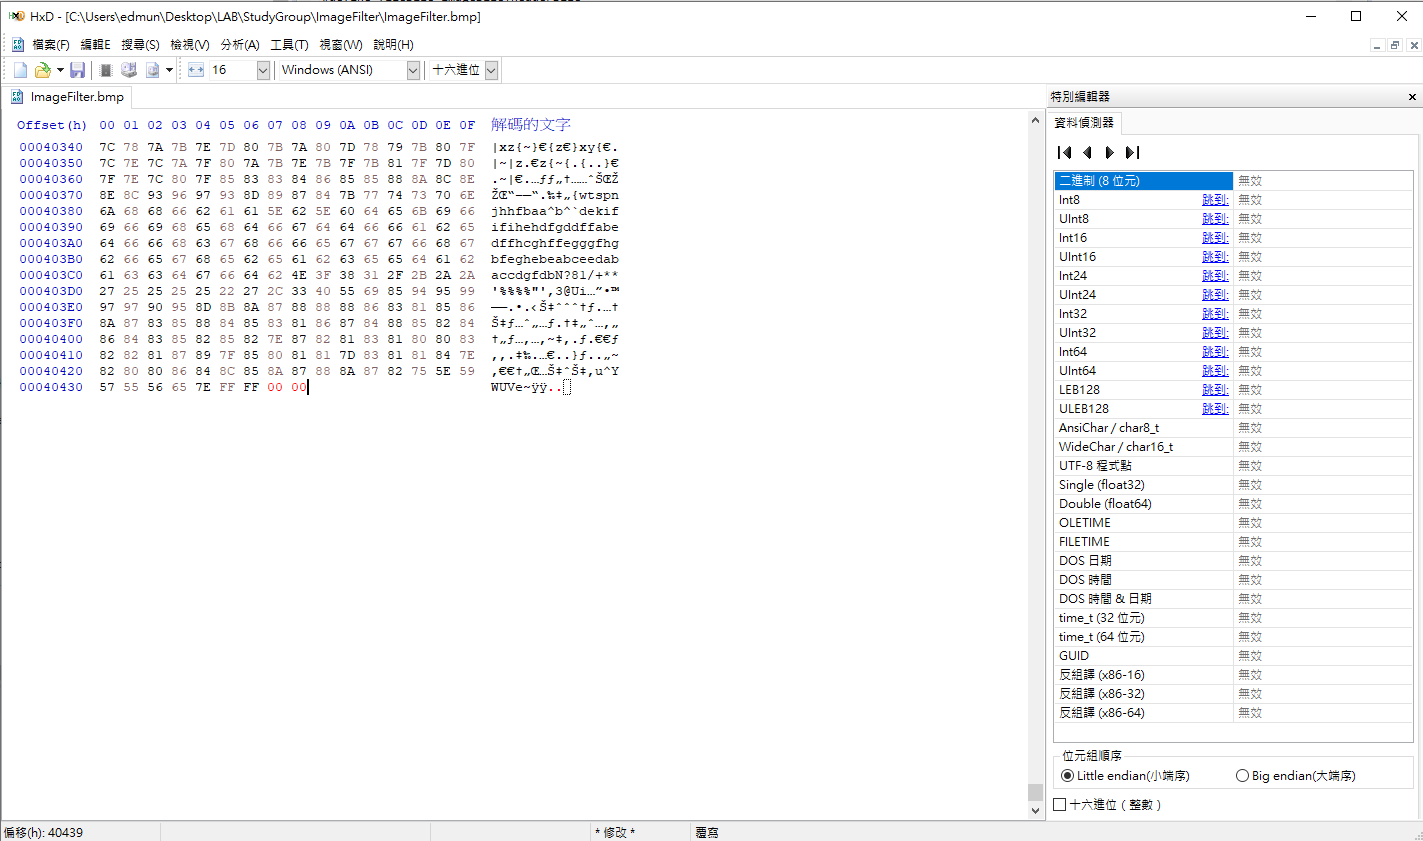 HxD - [C:\Users\edmun\Desktop\LAB\StudyGroup\ImageFilter\ImageFilter.bmp]
檔案(F) 編輯E 搜尋(S) 檢視(V) 分析(A) 工具(T) 視窗(W) 說明(H)
16 Windows (ANSI) 十六進位
ImageFilter.bmp
Offset(h) 00 01 02 03 04 05 06 07 08 09 0A 0B 0C 0D 0E 0F 解碼的文字
00040340 7C 78 7A 7B 7E 7D 80 7B 7A 80 7D 78 79 7B 80 7F |xz{~}€{z€}xy{€.
00040350 7C 7E 7C 7A 7F 80 7A 7B 7E 7B 7F 7B 81 7F 7D 80 |~|z.€z{~{.{..}€
00040360 7F 7F 7C 80 7F 85 83 83 84 86 85 85 88 8A 8C 8E .~|€.…ƒƒ„†……ˆŠŒŽ
00040370 8E 8C 93 96 97 93 8D 89 87 84 7B 77 74 73 70 6E ŽŒ“–—“.‰‡„{wtspn
00040380 6A 68 68 66 62 61 61 5E 62 5E 60 64 65 6B 69 66 jhhfbaa^b^`dekif
00040390 69 66 69 68 65 68 64 66 67 64 64 66 66 61 62 65 ifihehdfgddffabe
000403A0 64 66 66 68 63 67 68 66 66 65 67 67 67 66 68 67 dffhcghffegggfhg
000403B0 62 66 65 67 68 65 62 65 61 62 63 65 65 64 61 62 bfeghebeabceedab
000403C0 61 63 63 64 67 66 64 62 4E 3F 38 31 2F 2B 2A 2A accdgfdbN?81/+**
000403D0 27 25 25 25 25 22 27 2C 33 40 55 69 85 94 95 99 '%%%%"',3@Ui…”•™
000403E0 97 97 90 95 8D 8B 8A 87 88 88 88 86 83 81 85 86 ——.•.‹Š‡ˆˆˆ†ƒ.…†
000403F0 8A 87 83 85 88 84 85 83 81 86 87 84 88 85 82 84 Š‡ƒ…ˆ„…ƒ.†‡„ˆ…‚„
00040400 86 84 83 85 82 85 82 7E 87 82 81 83 81 80 80 83 †„ƒ…‚…‚~‡‚.ƒ.€€ƒ
00040410 82 82 81 87 89 7F 85 80 81 81 7D 83 81 81 84 7E ‚‚.‡‰.…€..}ƒ..„~
00040420 82 80 80 86 84 8C 85 8A 87 88 8A 87 82 75 5E 59 ‚€€†„Œ…Š‡ˆŠ‡‚u^Y
00040430 57 55 56 65 7E FF FF 00 00 WUVe~ÿÿ..
特別編輯器
資料偵測器
二進制 (8 位元) 無效
Int8 跳到: 無效
UInt8 跳到: 無效
Int16 跳到: 無效
UInt16 跳到: 無效
Int24 跳到: 無效
UInt24 跳到: 無效
Int32 跳到: 無效
UInt32 跳到: 無效
Int64 跳到: 無效
UInt64 跳到: 無效
LEB128 跳到: 無效
ULEB128 跳到: 無效
AnsiChar / char8_t 無效
WideChar / char16_t 無效
UTF-8 程式點 無效
Single (float32) 無效
Double (float64) 無效
OLETIME 無效
FILETIME 無效
DOS 日期 無效
DOS 時間 無效
DOS 時間 & 日期 無效
time_t (32 位元) 無效
time_t (64 位元) 無效
GUID 無效
反組譯 (x86-16) 無效
反組譯 (x86-32) 無效
反組譯 (x86-64) 無效
位元組順序
Little endian(小端序) Big endian(大端序)
十六進位 ( 整數 )
偏移(h): 40439 * 修改 * 覆寫